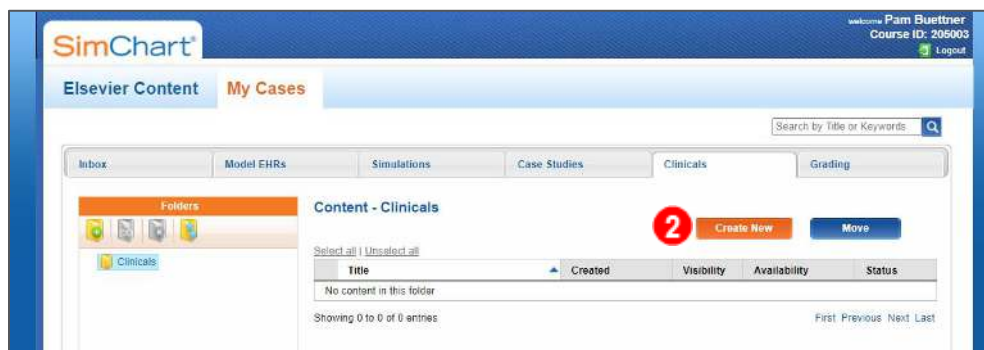 welcome Pam Buettner
Course ID: 205003
Logout
SimChart
Elsevier Content My Cases
Search by Title or Keywords
Inbox Model EHRs Simulations Case Studies Clinicals Grading
Folders
Content - Clinicals
2 Create New Move
Clinicals
Select all | Unselect all
Title Created Visibility Availability Status
No content in this folder
Showing 0 to 0 of 0 entries
First Previous Next Last